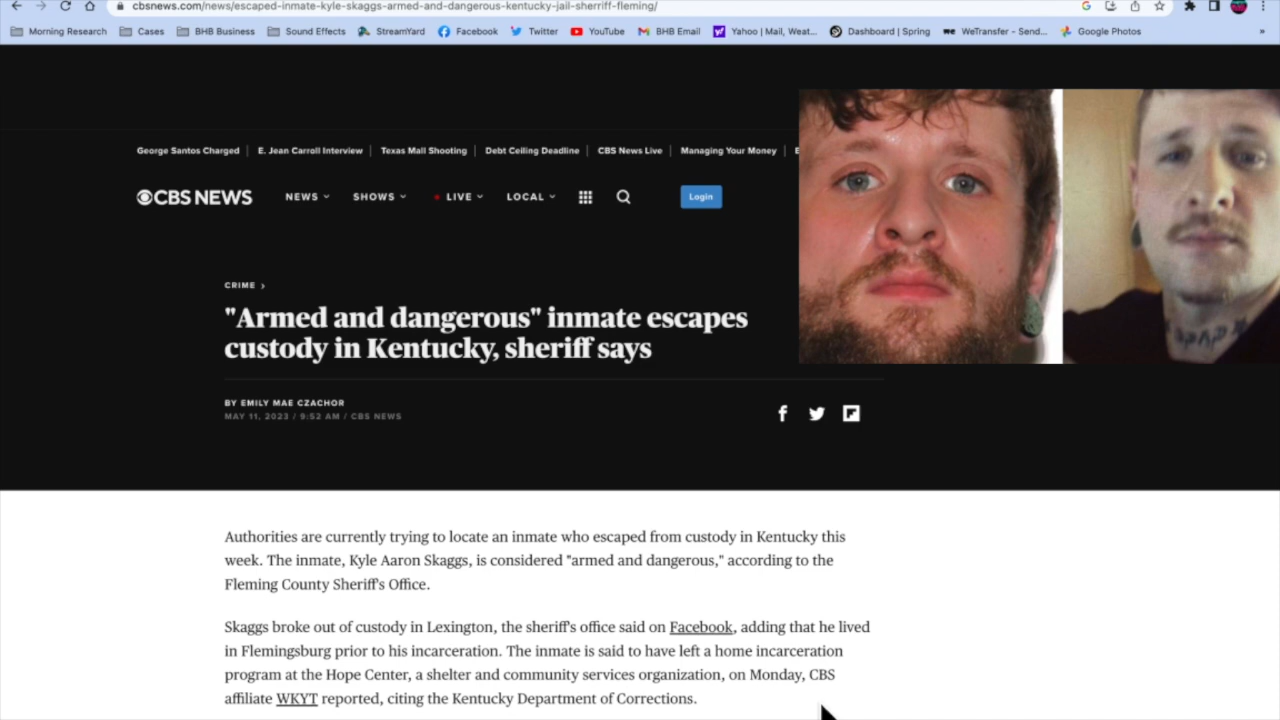 cbsnews.com/news/escaped-inmate-kyle-skaggs-armed-and-dangerous-kentucky-jail-sherriff-fleming/
Morning Research Cases BHB Business Sound Effects StreamYard Facebook Twitter YouTube BHB Email Yahoo | Mail, Weat... Dashboard | Spring we WeTransfer - Send... Google Photos »
George Santos Charged | E. Jean Carroll Interview | Texas Mall Shooting | Debt Ceiling Deadline | CBS News Live | Managing Your Money |
CBS NEWS NEWS SHOWS LIVE LOCAL Login
CRIME ›
"Armed and dangerous" inmate escapes
custody in Kentucky, sheriff says
BY EMILY MAE CZACHOR
MAY 11, 2023 / 9:52 AM / CBS NEWS
Authorities are currently trying to locate an inmate who escaped from custody in Kentucky this
week. The inmate, Kyle Aaron Skaggs, is considered "armed and dangerous," according to the
Fleming County Sheriff's Office.
Skaggs broke out of custody in Lexington, the sheriff's office said on Facebook, adding that he lived
in Flemingsburg prior to his incarceration. The inmate is said to have left a home incarceration
program at the Hope Center, a shelter and community services organization, on Monday, CBS
affiliate WKYT reported, citing the Kentucky Department of Corrections.